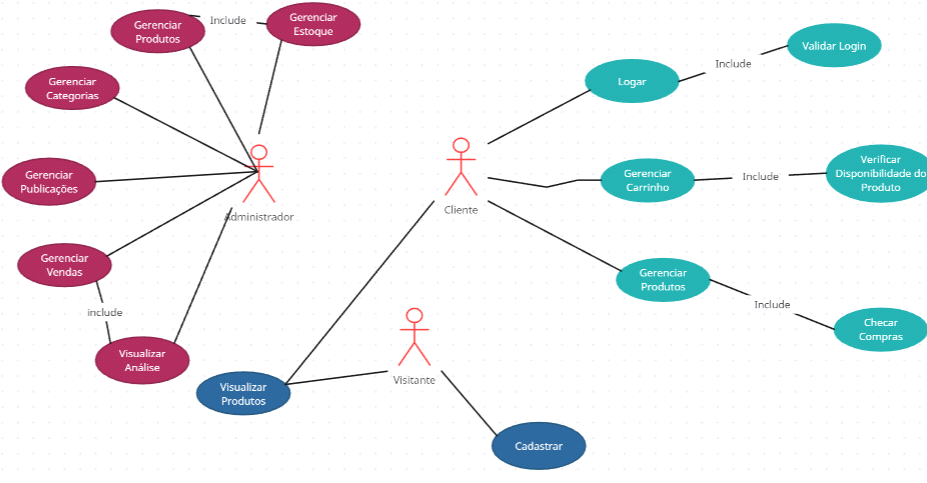 Gerenciar
Produtos
Include
Gerenciar
Estoque
Validar Login
Include
Logar
Gerenciar
Categorias
Gerenciar
Publicações
Administrador
Cliente
Gerenciar
Carrinho
Include
Verificar
Disponibilidade do
Produto
Gerenciar
Vendas
include
Visualizar
Análise
Gerenciar
Produtos
Include
Checar
Compras
Visualizar
Produtos
Visitante
Cadastrar